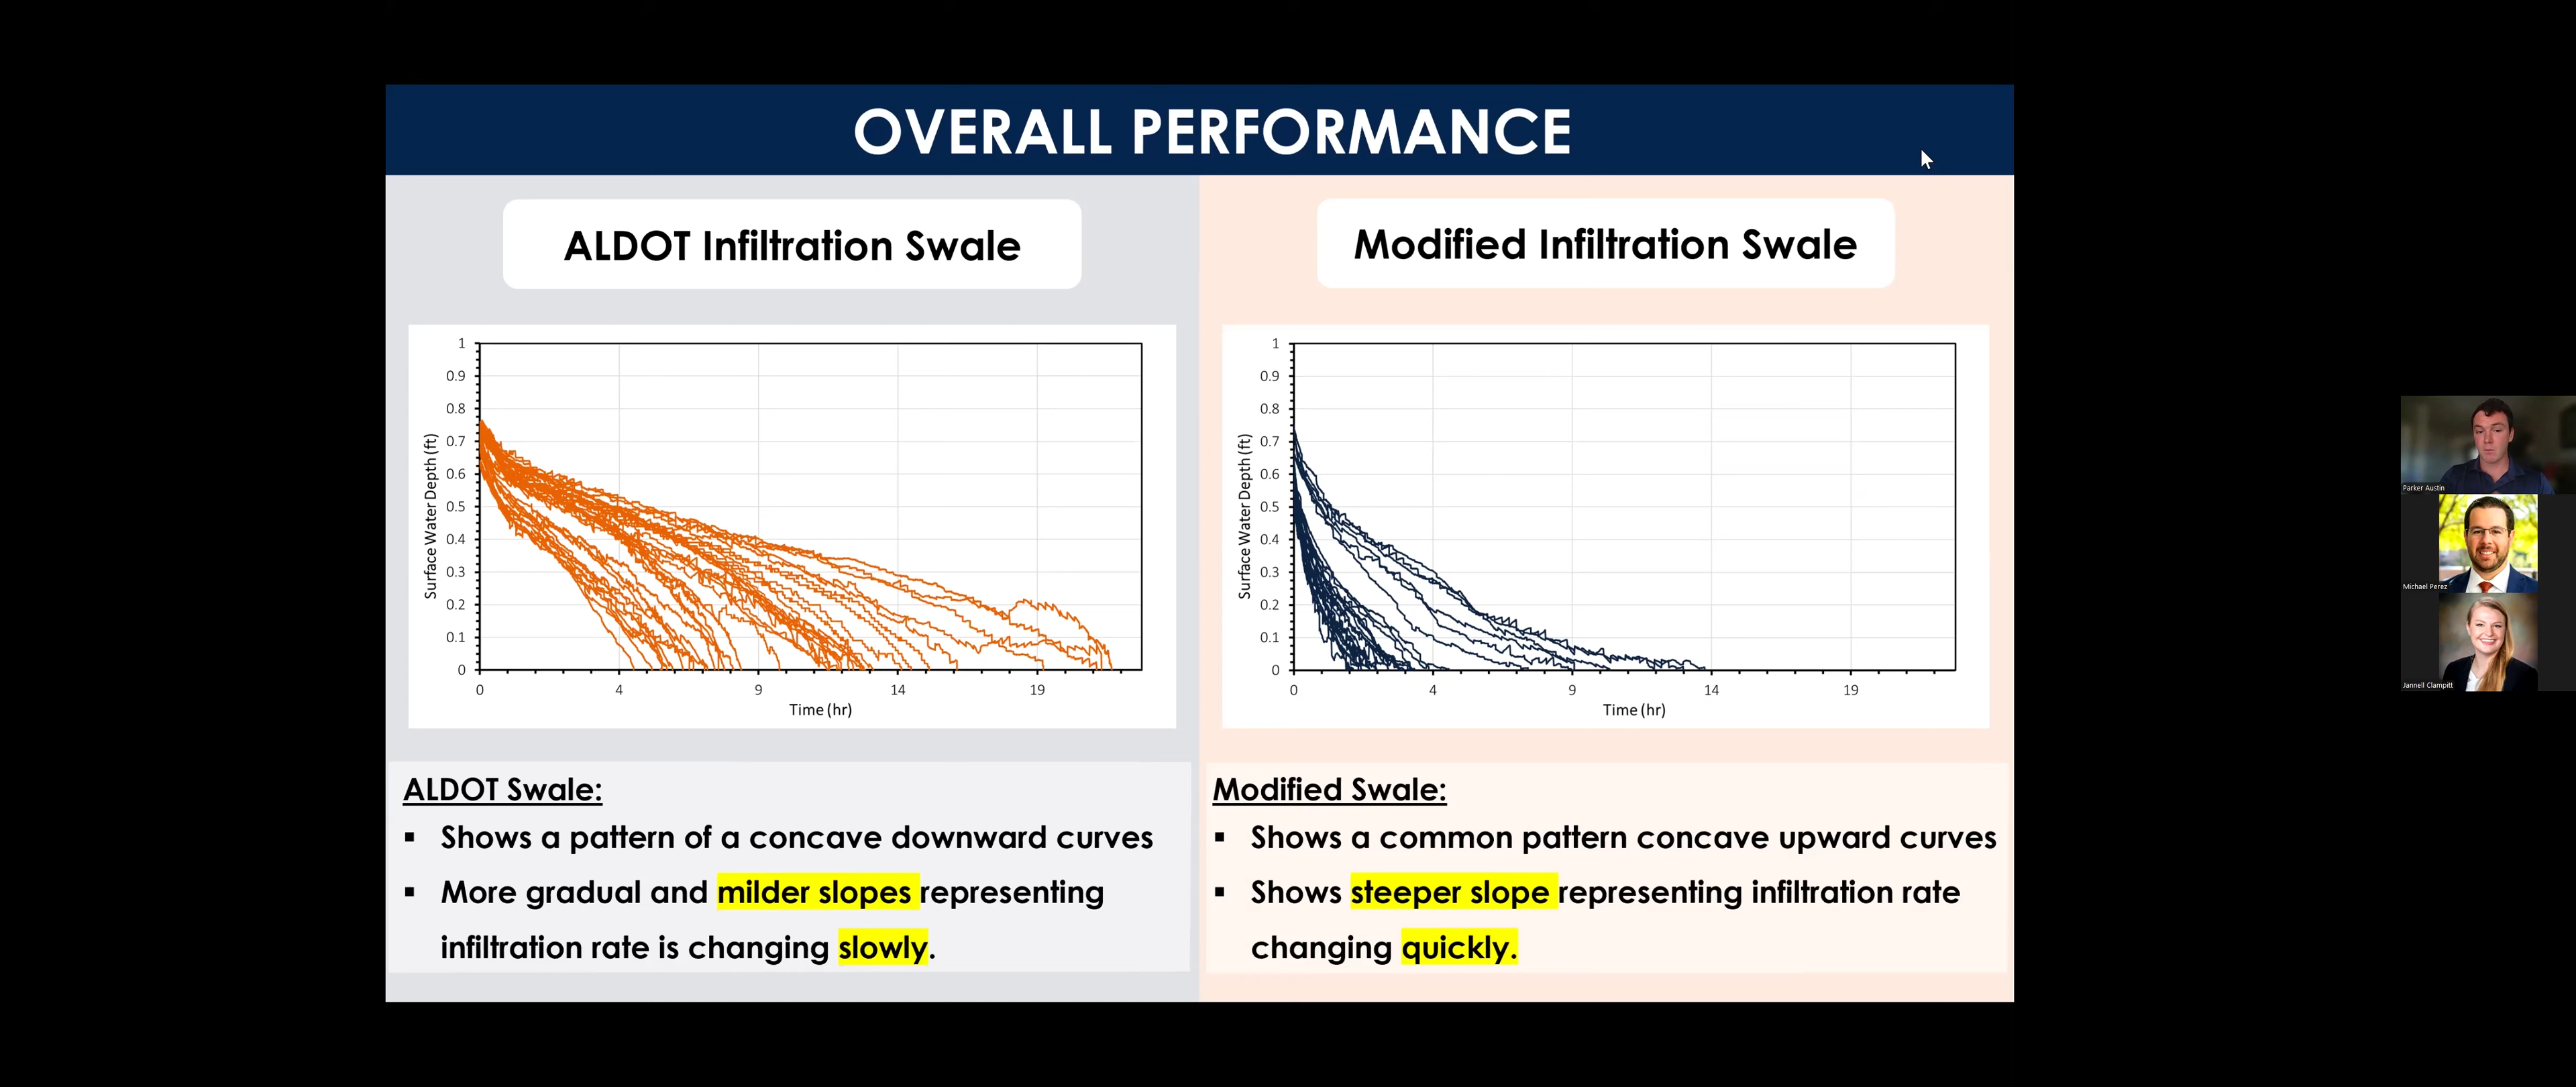 OVERALL PERFORMANCE
ALDOT Infiltration Swale
Surface Water Depth (ft)
1
0.9
0.8
0.7
0.6
0.5
0.4
0.3
0.2
0.1
0
0 4 9 14 19
Time (hr)
ALDOT Swale:
▪ Shows a pattern of a concave downward curves
▪ More gradual and milder slopes representing
infiltration rate is changing slowly.
Modified Infiltration Swale
Surface Water Depth (ft)
1
0.9
0.8
0.7
0.6
0.5
0.4
0.3
0.2
0.1
0
0 4 9 14 19
Time (hr)
Modified Swale:
▪ Shows a common pattern concave upward curves
▪ Shows steeper slope representing infiltration rate
changing quickly.
Parker Austin
Michael Perez
Jannell Clampitt